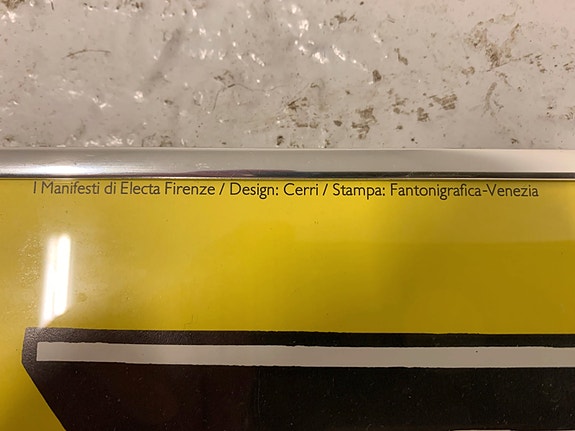 I Manifesti di Electa Firenze / Design: Cerri / Stampa: Fantonigrafica-Venezia